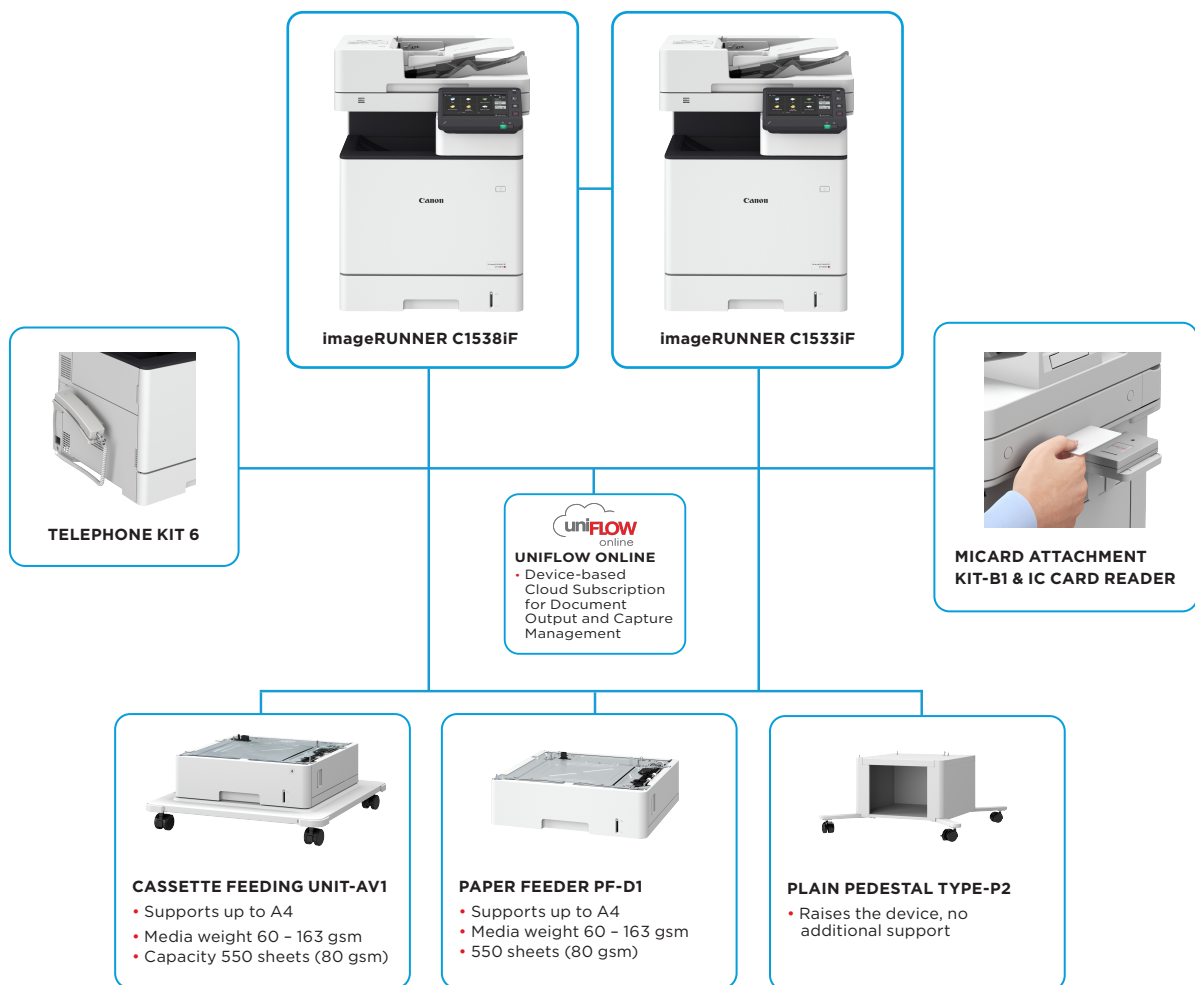 Canon
Canon
imageRUNNER C1538iF
imageRUNNER C1533iF
TELEPHONE KIT 6
uniFLOW
online
UNIFLOW ONLINE
• Device-based
Cloud Subscription
for Document
Output and Capture
Management
MICARD ATTACHMENT
KIT-B1 & IC CARD READER
CASSETTE FEEDING UNIT-AV1
• Supports up to A4
• Media weight 60 – 163 gsm
• Capacity 550 sheets (80 gsm)
PAPER FEEDER PF-D1
• Supports up to A4
• Media weight 60 – 163 gsm
• 550 sheets (80 gsm)
PLAIN PEDESTAL TYPE-P2
• Raises the device, no
additional support